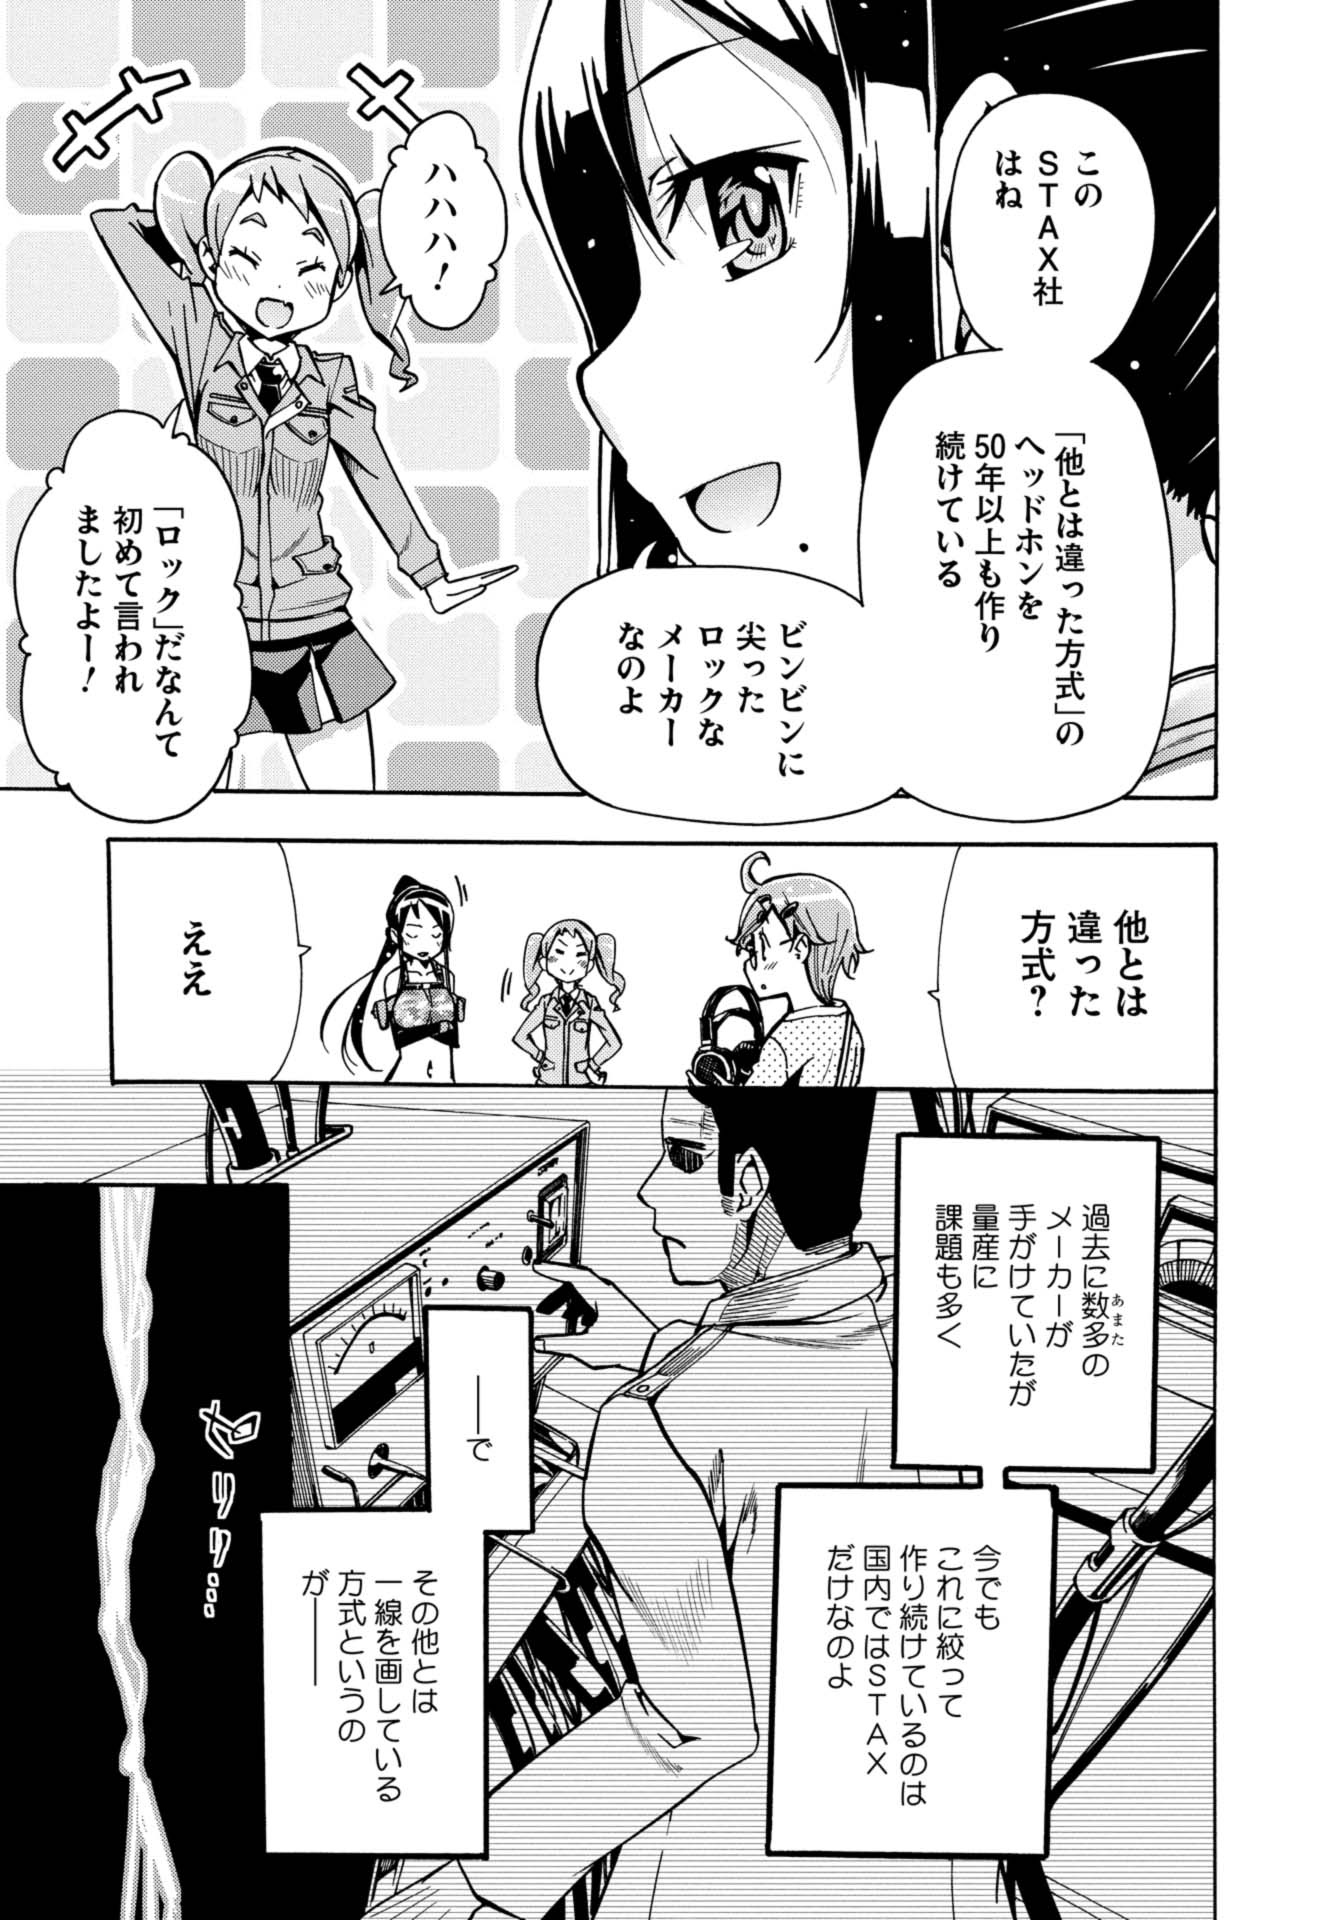 この
STAX社
はね
「他とは違った方式」の
ヘッドホンを
50年以上も作り
続けている
ビンビンに
尖った
ロックな
メーカー
なのよ
ハハハ！
「ロック」だなんて
初めて言われ
ましたよー！
他とは
違った
方式？
ええ
過去に数多の
あまた
メーカーが
手がけていたが
量産に
課題も多く
今でも
これに絞って
作り続けているのは
国内ではSTAX
だけなのよ
──で
その他とは
一線を画している
方式というの
が──